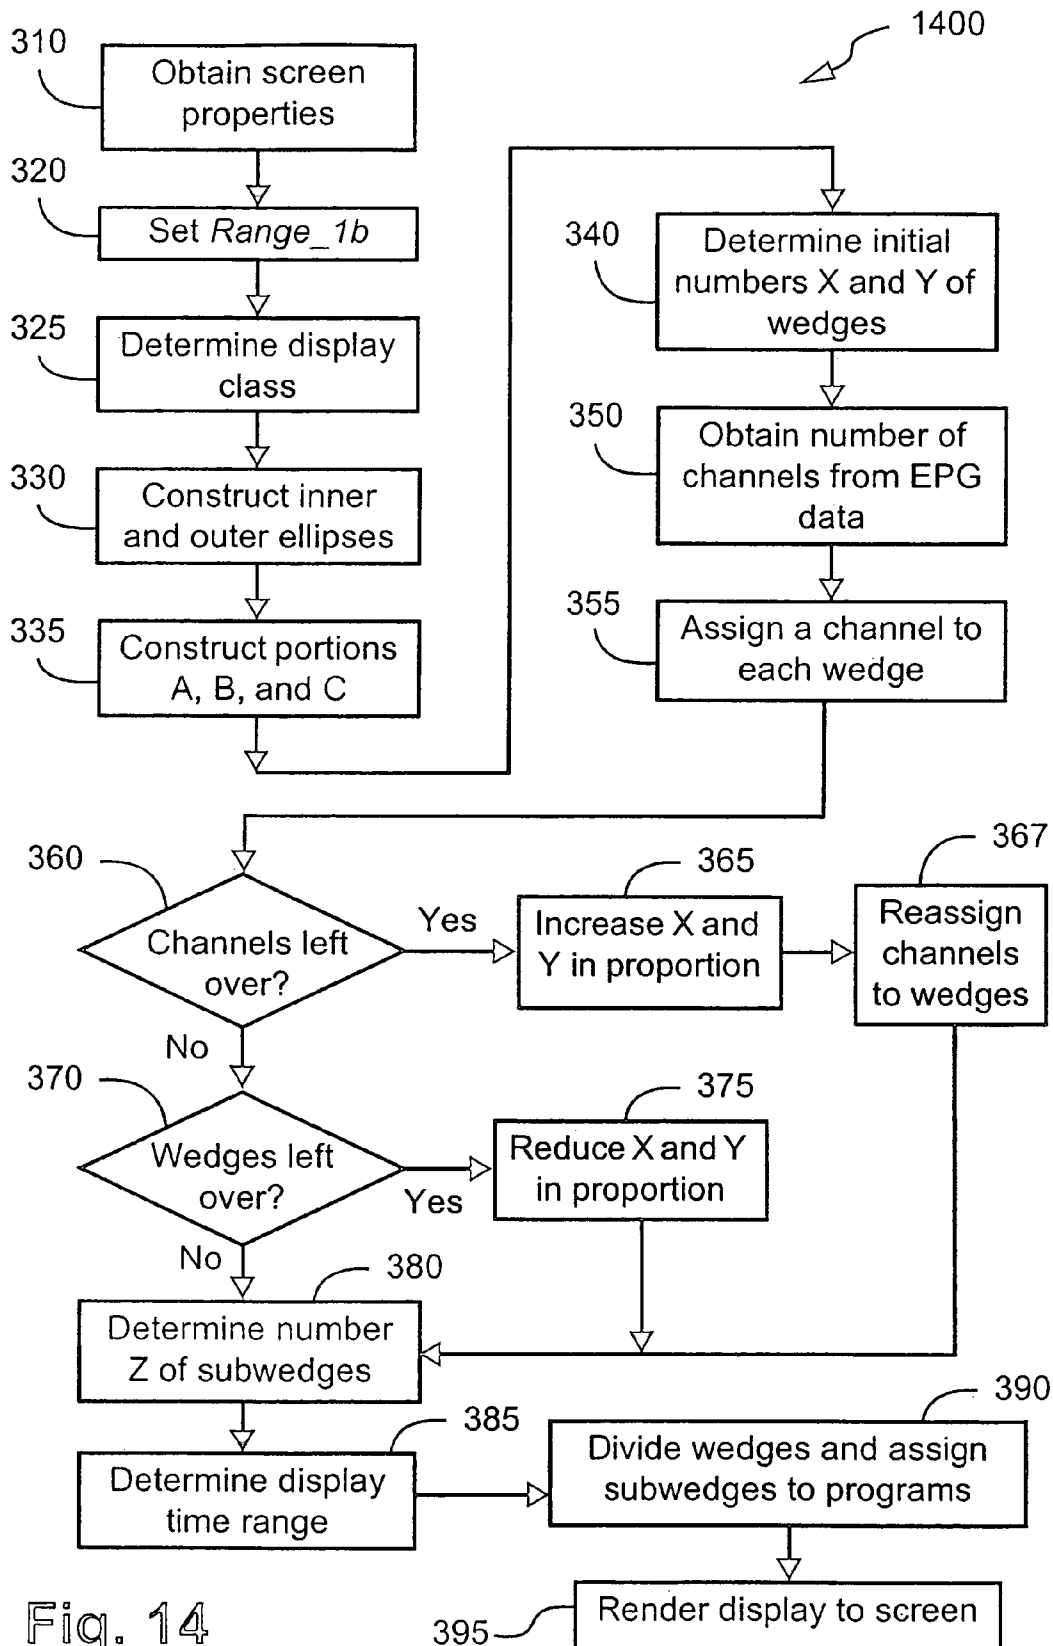 1400
310
Obtain screen
properties
320
Set Range_1b
325
Determine display
class
330
Construct inner
and outer ellipses
335
Construct portions
A, B, and C
340
Determine initial
numbers X and Y of
wedges
350
Obtain number of
channels from EPG
data
355
Assign a channel to
each wedge
360
Channels left
over?
Yes
No
365
Increase X and
Y in proportion
367
Reassign
channels
to wedges
370
Wedges left
over?
Yes
No
375
Reduce X and Y
in proportion
380
Determine number
Z of subwedges
385
Determine display
time range
390
Divide wedges and assign
subwedges to programs
395
Render display to screen
Fig. 14